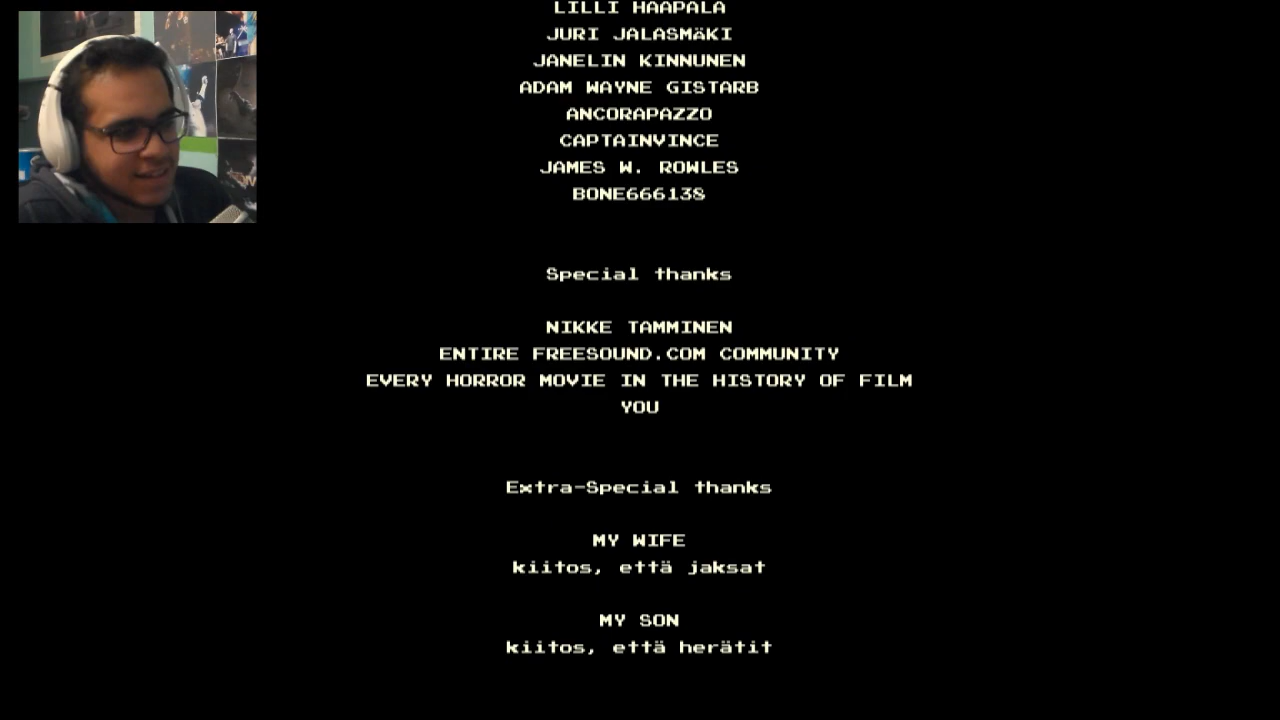 LILLI HAAPALA
JURI JALASMäKI
JANELIN KINNUNEN
ADAM WAYNE GISTARB
ANCORAPAZZO
CAPTAINVINCE
JAMES W. ROWLES
BONE666138
Special thanks
NIKKE TAMMINEN
ENTIRE FREESOUND.COM COMMUNITY
EVERY HORROR MOVIE IN THE HISTORY OF FILM
YOU
Extra-Special thanks
MY WIFE
kiitos, että jaksat
MY SON
kiitos, että herätit